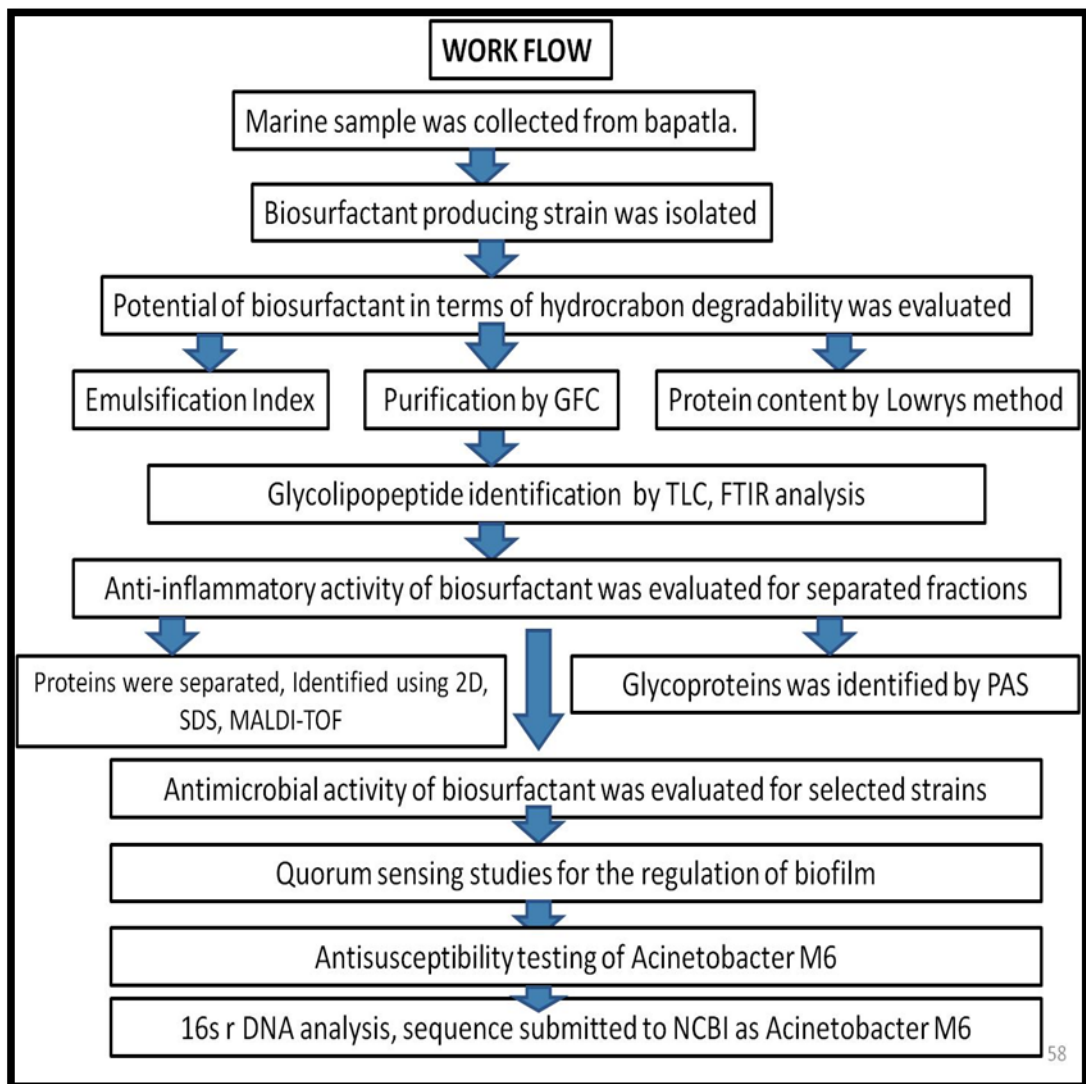 WORK FLOW
Marine sample was collected from bapatla.
Biosurfactant producing strain was isolated
Potential of biosurfactant in terms of hydrocrabon degradability was evaluated
Emulsification Index
Purification by GFC
Protein content by Lowrys method
Glycolipopeptide identification by TLC, FTIR analysis
Anti-inflammatory activity of biosurfactant was evaluated for separated fractions
Proteins were separated, Identified using 2D,
SDS, MALDI-TOF
Glycoproteins was identified by PAS
Antimicrobial activity of biosurfactant was evaluated for selected strains
Quorum sensing studies for the regulation of biofilm
Antisusceptibility testing of Acinetobacter M6
16s r DNA analysis, sequence submitted to NCBI as Acinetobacter M6
58